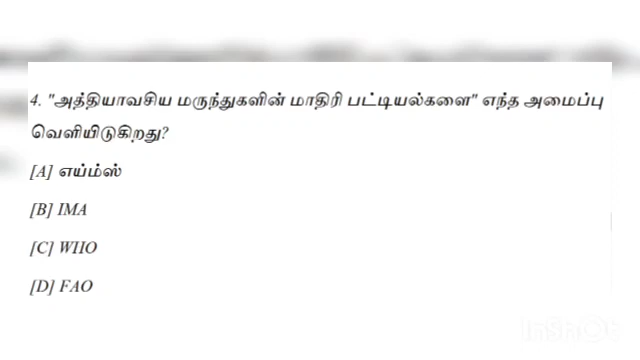 4. "அத்தியாவசிய மருந்துகளின் மாதிரி பட்டியல்களை" எந்த அமைப்பு
வெளியிடுகிறது?
[A] எய்ம்ஸ்
[B] IMA
[C] WHO
[D] FAO
InShOt